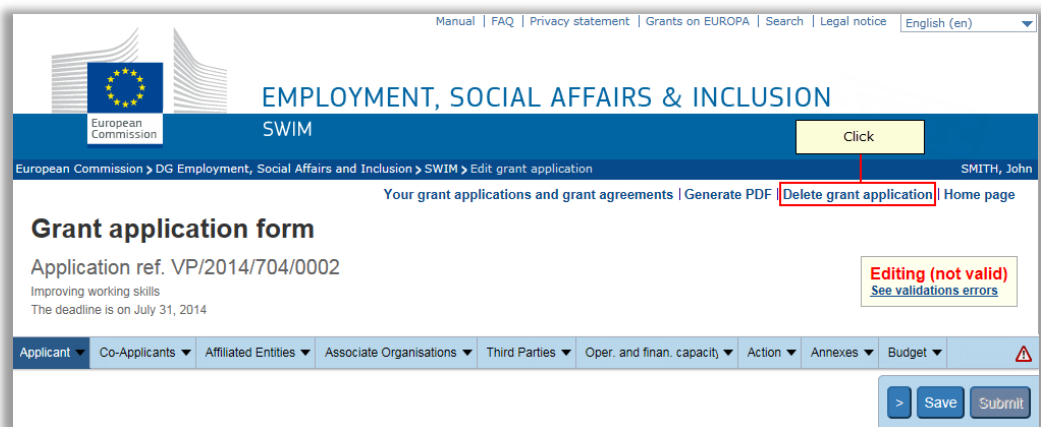 Manual | FAQ | Privacy statement | Grants on EUROPA | Search | Legal notice English (en)
European
Commission
EMPLOYMENT, SOCIAL AFFAIRS & INCLUSION
SWIM
Click
European Commission > DG Employment, Social Affairs and Inclusion > SWIM > Edit grant application SMITH, John
Your grant applications and grant agreements | Generate PDF | Delete grant application | Home page
Grant application form
Application ref. VP/2014/704/0002
Improving working skills
The deadline is on July 31, 2014
Editing (not valid)
See validations errors
Applicant Co-Applicants Affiliated Entities Associate Organisations Third Parties Oper. and finan. capacity Action Annexes Budget
> Save Submit